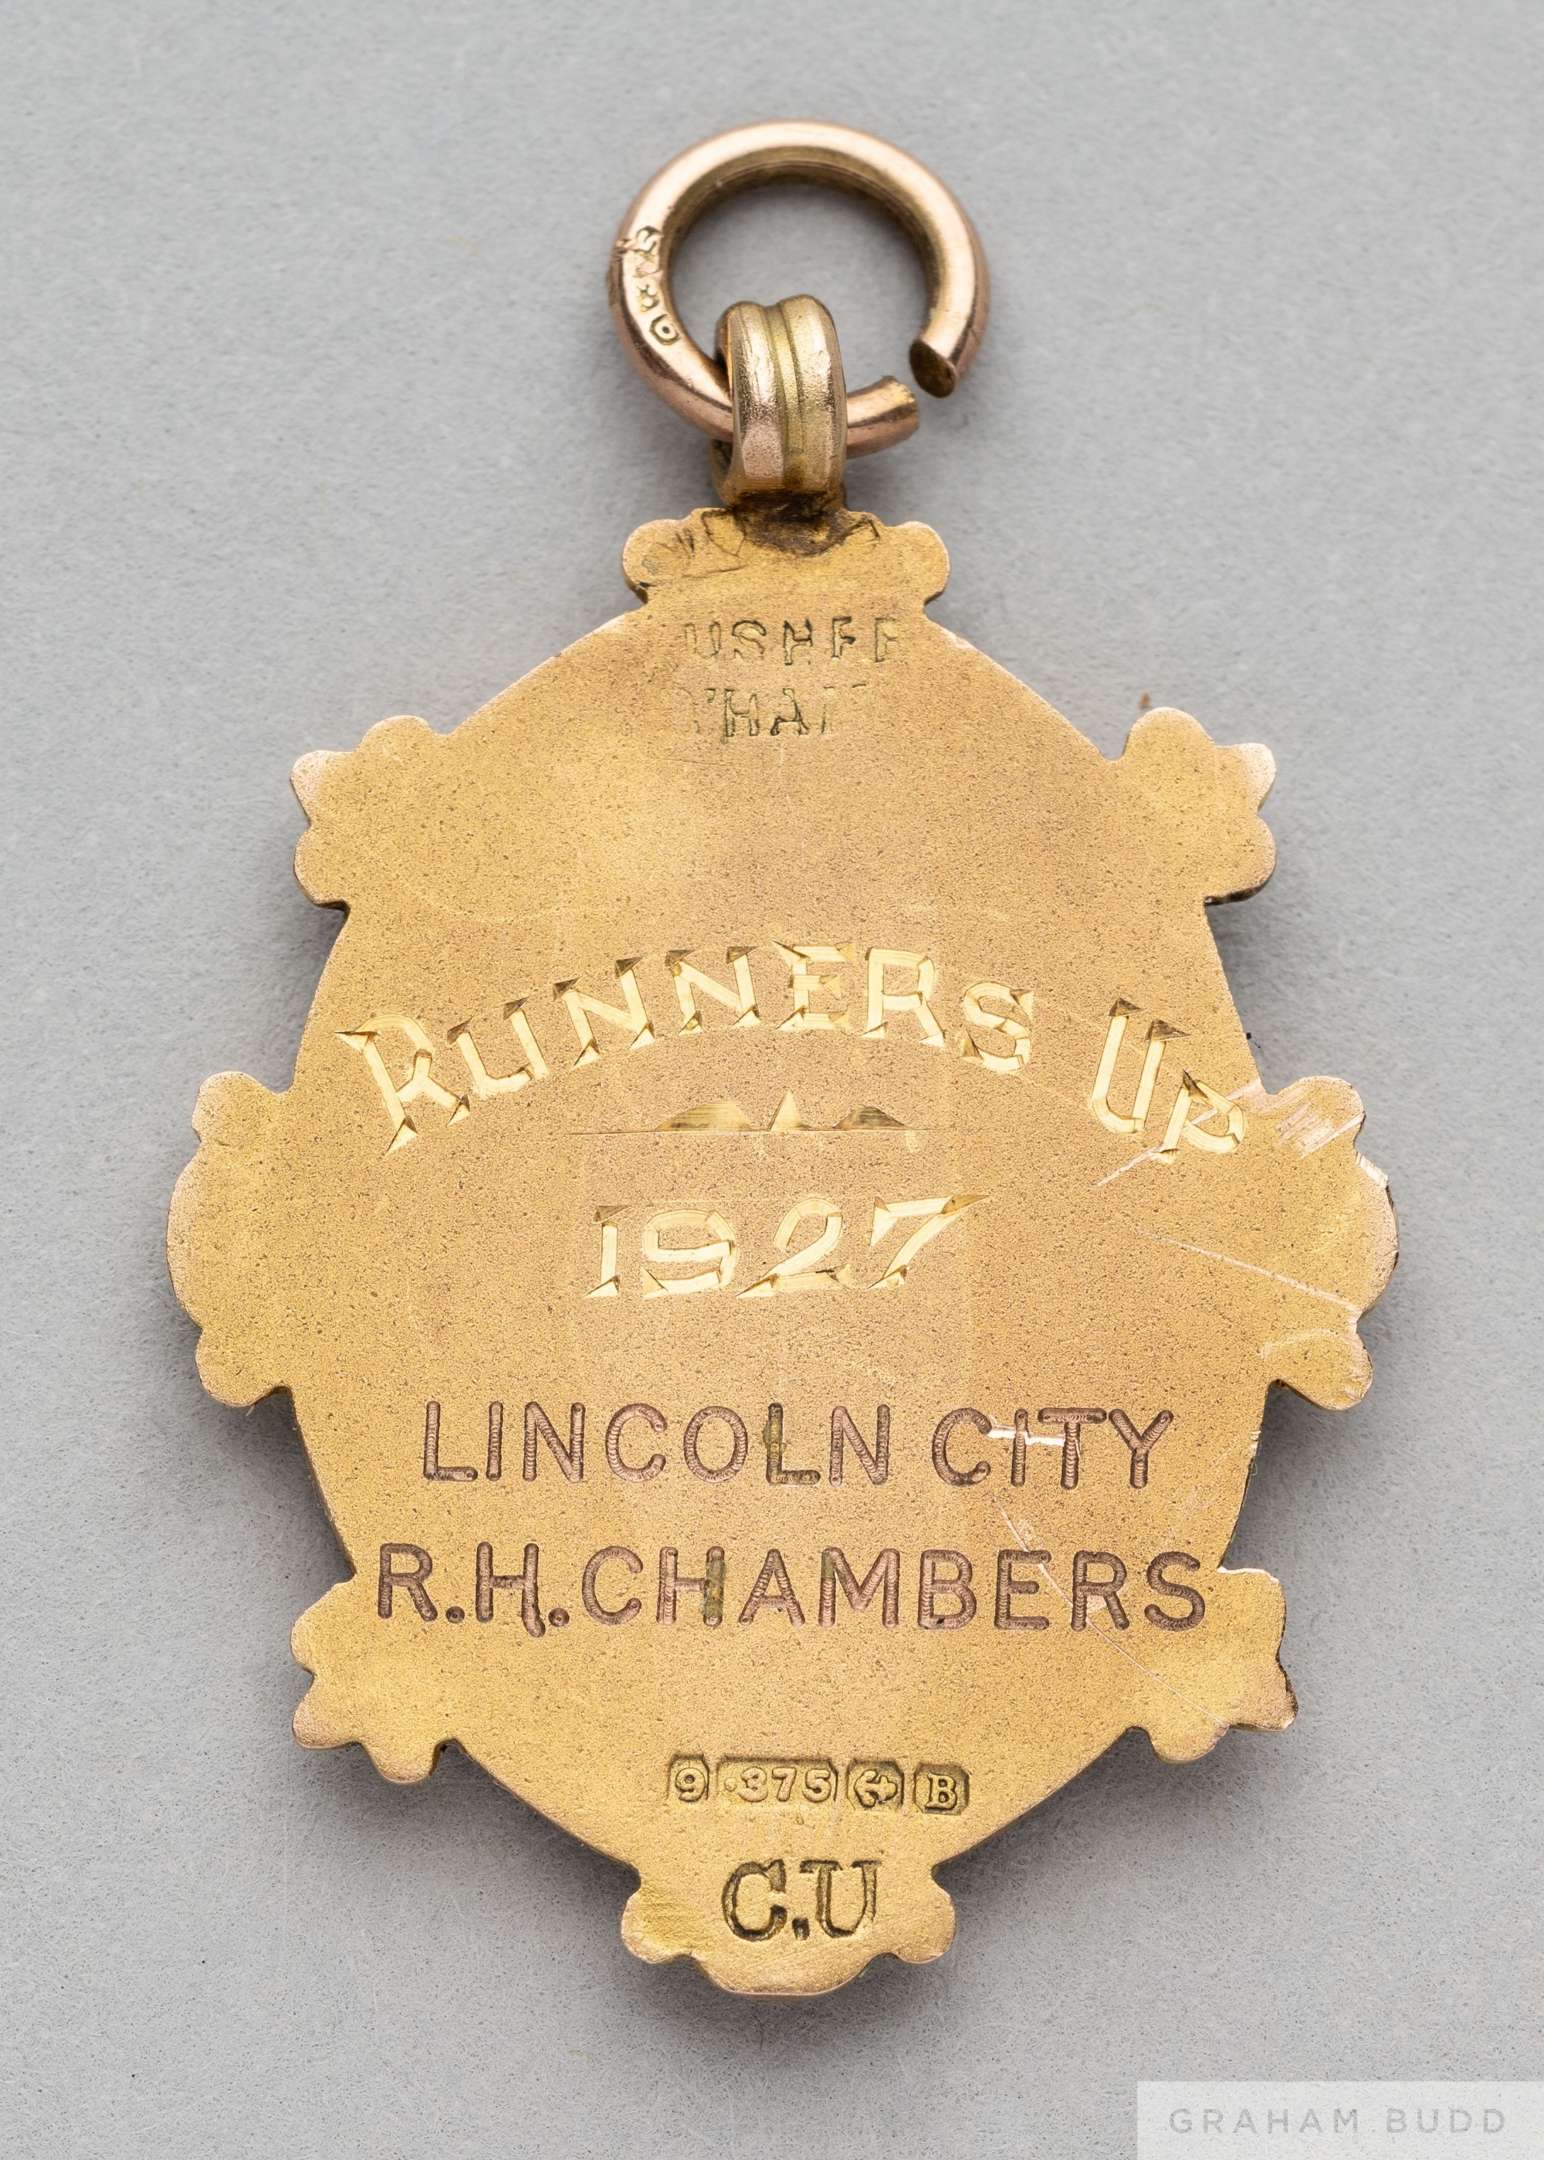 RUNNERS UP
1927
LINCOLN CITY
R.H.CHAMBERS
9 .375 B
C.U
GRAHAM BUDD